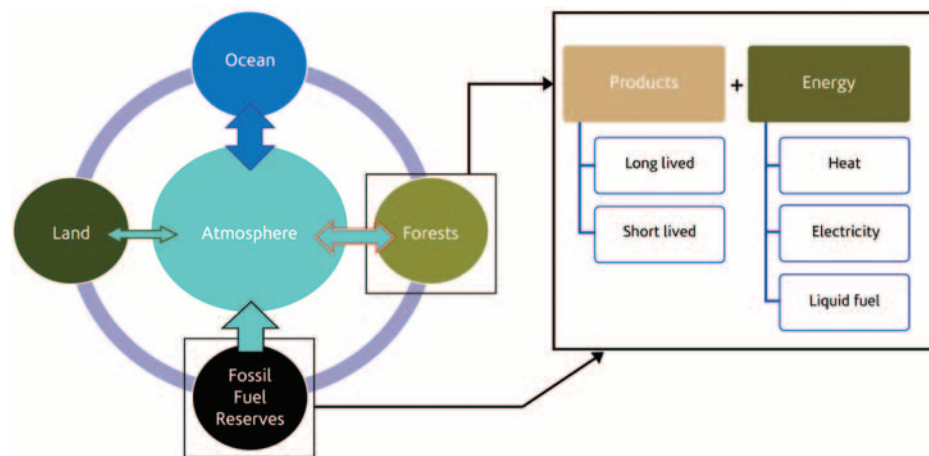 Ocean
Products + Energy
Long lived
Heat
Land
Atmosphere
Forests
Short lived
Electricity
Liquid fuel
Fossil
Fuel
Reserves